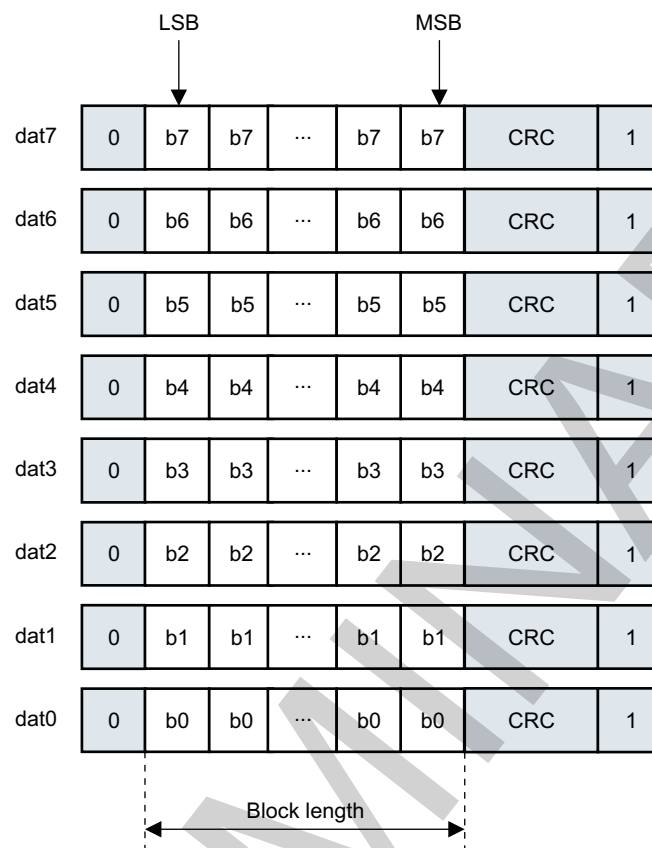 LSB MSB
dat7 0 b7 b7 ... b7 b7 CRC 1
dat6 0 b6 b6 ... b6 b6 CRC 1
dat5 0 b5 b5 ... b5 b5 CRC 1
dat4 0 b4 b4 ... b4 b4 CRC 1
dat3 0 b3 b3 ... b3 b3 CRC 1
dat2 0 b2 b2 ... b2 b2 CRC 1
dat1 0 b1 b1 ... b1 b1 CRC 1
dat0 0 b0 b0 ... b0 b0 CRC 1
Block length